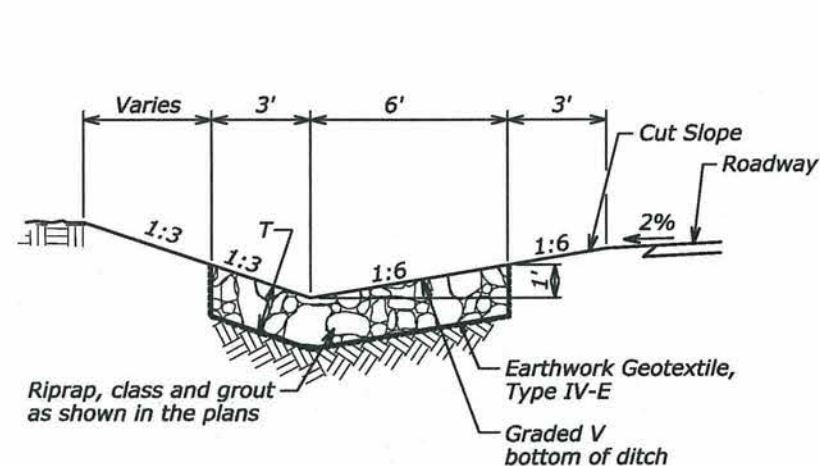 Varies
3'
6'
3'
Cut Slope
Roadway
2%
1:3
T
1:3
1:6
1:6
1'
Riprap, class and grout
as shown in the plans
Earthwork Geotextile,
Type IV-E
Graded V
bottom of ditch